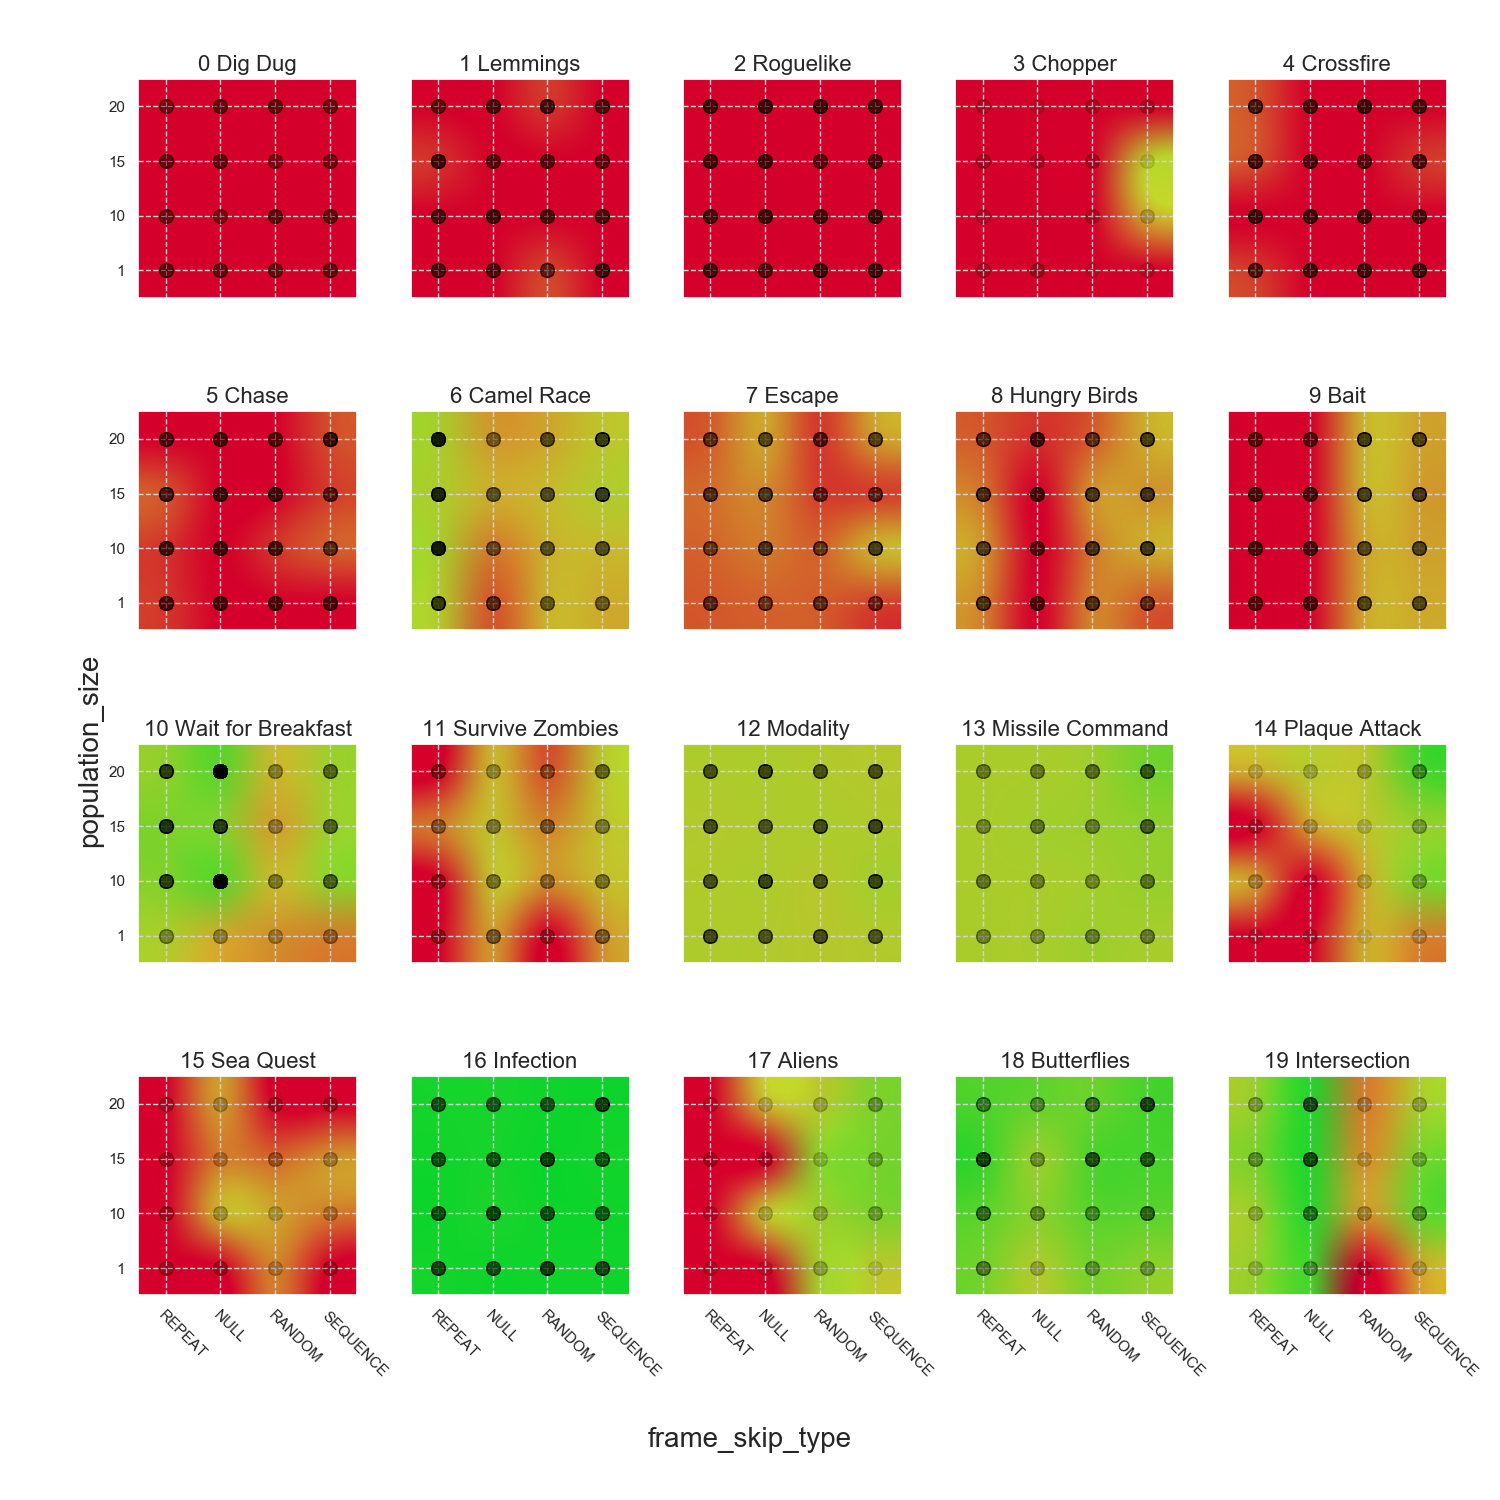 0 Dig Dug
1 Lemmings
2 Roguelike
3 Chopper
4 Crossfire
20
15
10
1
5 Chase
6 Camel Race
7 Escape
8 Hungry Birds
9 Bait
20
15
10
1
population_size
10 Wait for Breakfast
11 Survive Zombies
12 Modality
13 Missile Command
14 Plaque Attack
20
15
10
1
15 Sea Quest
16 Infection
17 Aliens
18 Butterflies
19 Intersection
20
15
10
1
REPEAT
NULL
RANDOM
SEQUENCE
REPEAT
NULL
RANDOM
SEQUENCE
REPEAT
NULL
RANDOM
SEQUENCE
REPEAT
NULL
RANDOM
SEQUENCE
REPEAT
NULL
RANDOM
SEQUENCE
frame_skip_type